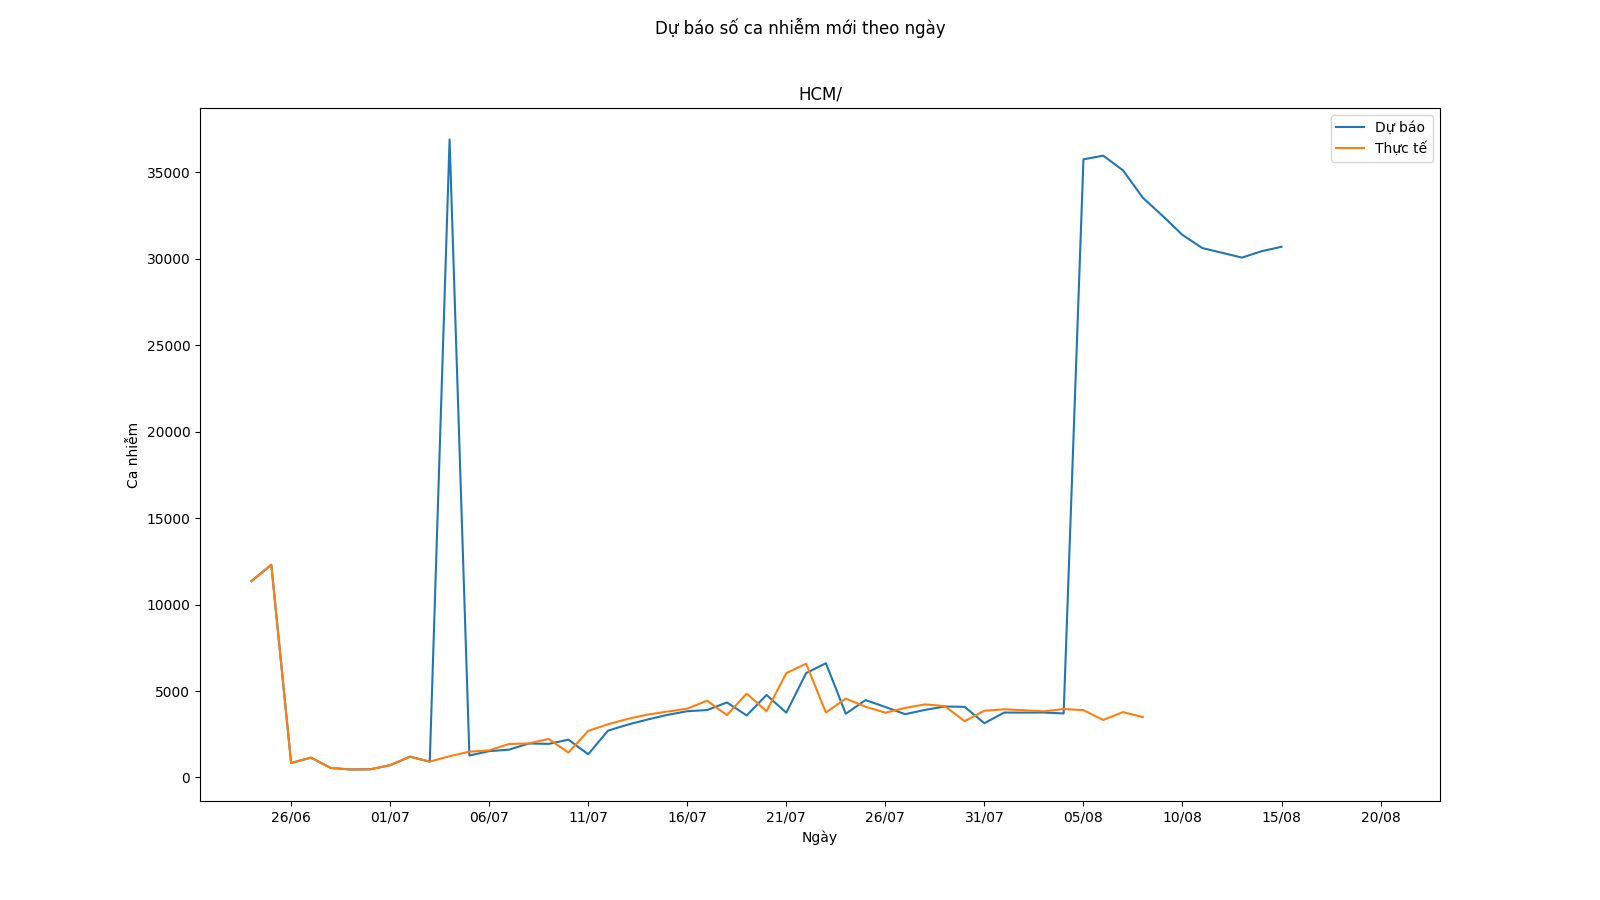 Dự báo số ca nhiễm mới theo ngày
HCM/
Dự báo
Thực tế
35000
30000
25000
20000
15000
10000
5000
0
Ca nhiễm
26/06 01/07 06/07 11/07 16/07 21/07 26/07 31/07 05/08 10/08 15/08 20/08
Ngày